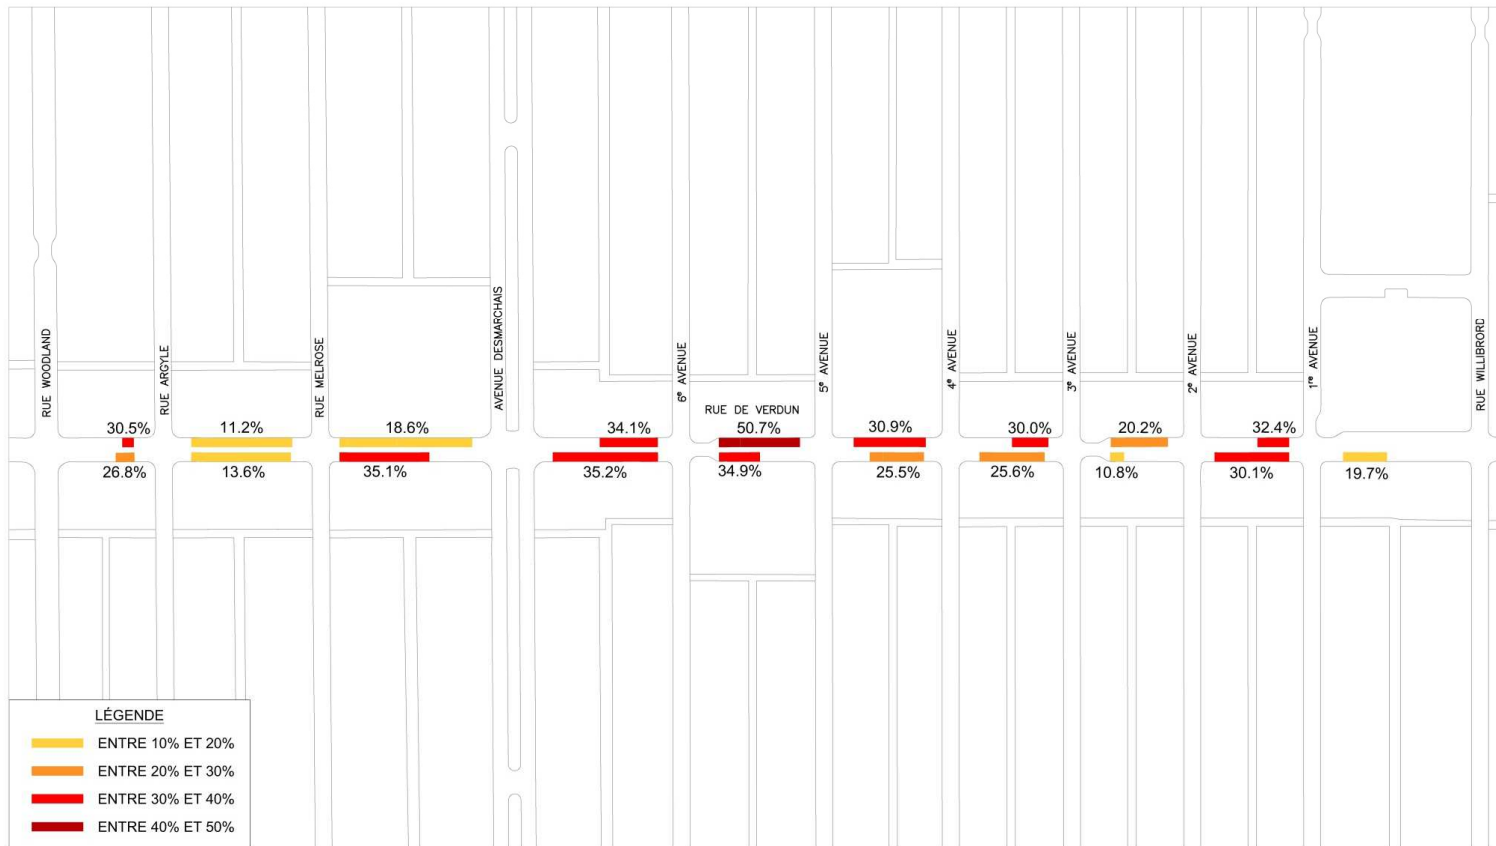 RUE WOODLAND
RUE ARGYLE
RUE MELROSE
AVENUE DESMARCHAIS
6e AVENUE
5e AVENUE
4e AVENUE
3e AVENUE
2e AVENUE
1re AVENUE
RUE WILLIBRORD
RUE DE VERDUN
30.5%
11.2%
18.6%
34.1%
50.7%
30.9%
30.0%
20.2%
32.4%
26.8%
13.6%
35.1%
35.2%
34.9%
25.5%
25.6%
10.8%
30.1%
19.7%
LÉGENDE
ENTRE 10% ET 20%
ENTRE 20% ET 30%
ENTRE 30% ET 40%
ENTRE 40% ET 50%